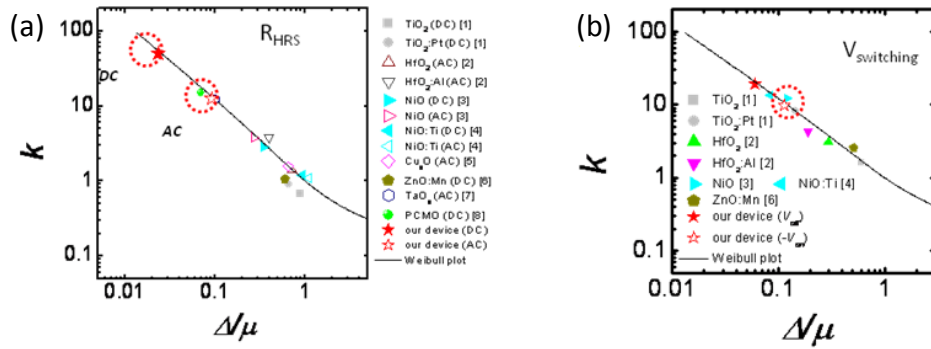 (a)
R_HRS
k
100
10
1
0.1
DC
AC
0.01 0.1 1
Δ/μ
TiO₂ (DC) [1]
TiO₂:Pt (DC) [1]
HfO₂ (AC) [2]
HfO₂:Al (AC) [2]
NiO (DC) [3]
NiO (AC) [3]
NiO:Ti (DC) [4]
NiO:Ti (AC) [4]
CuₓO (AC) [5]
ZnO:Mn (DC) [6]
TaOₓ (AC) [7]
PCMO (DC) [8]
our device (DC)
our device (AC)
Weibull plot
(b)
V_switching
k
100
10
1
0.1
TiO₂ [1]
TiO₂:Pt [1]
HfO₂ [2]
HfO₂:Al [2]
NiO [3] NiO:Ti [4]
ZnO:Mn [6]
our device (V_off)
our device (-V_on)
Weibull plot
0.01 0.1 1
Δ/μ